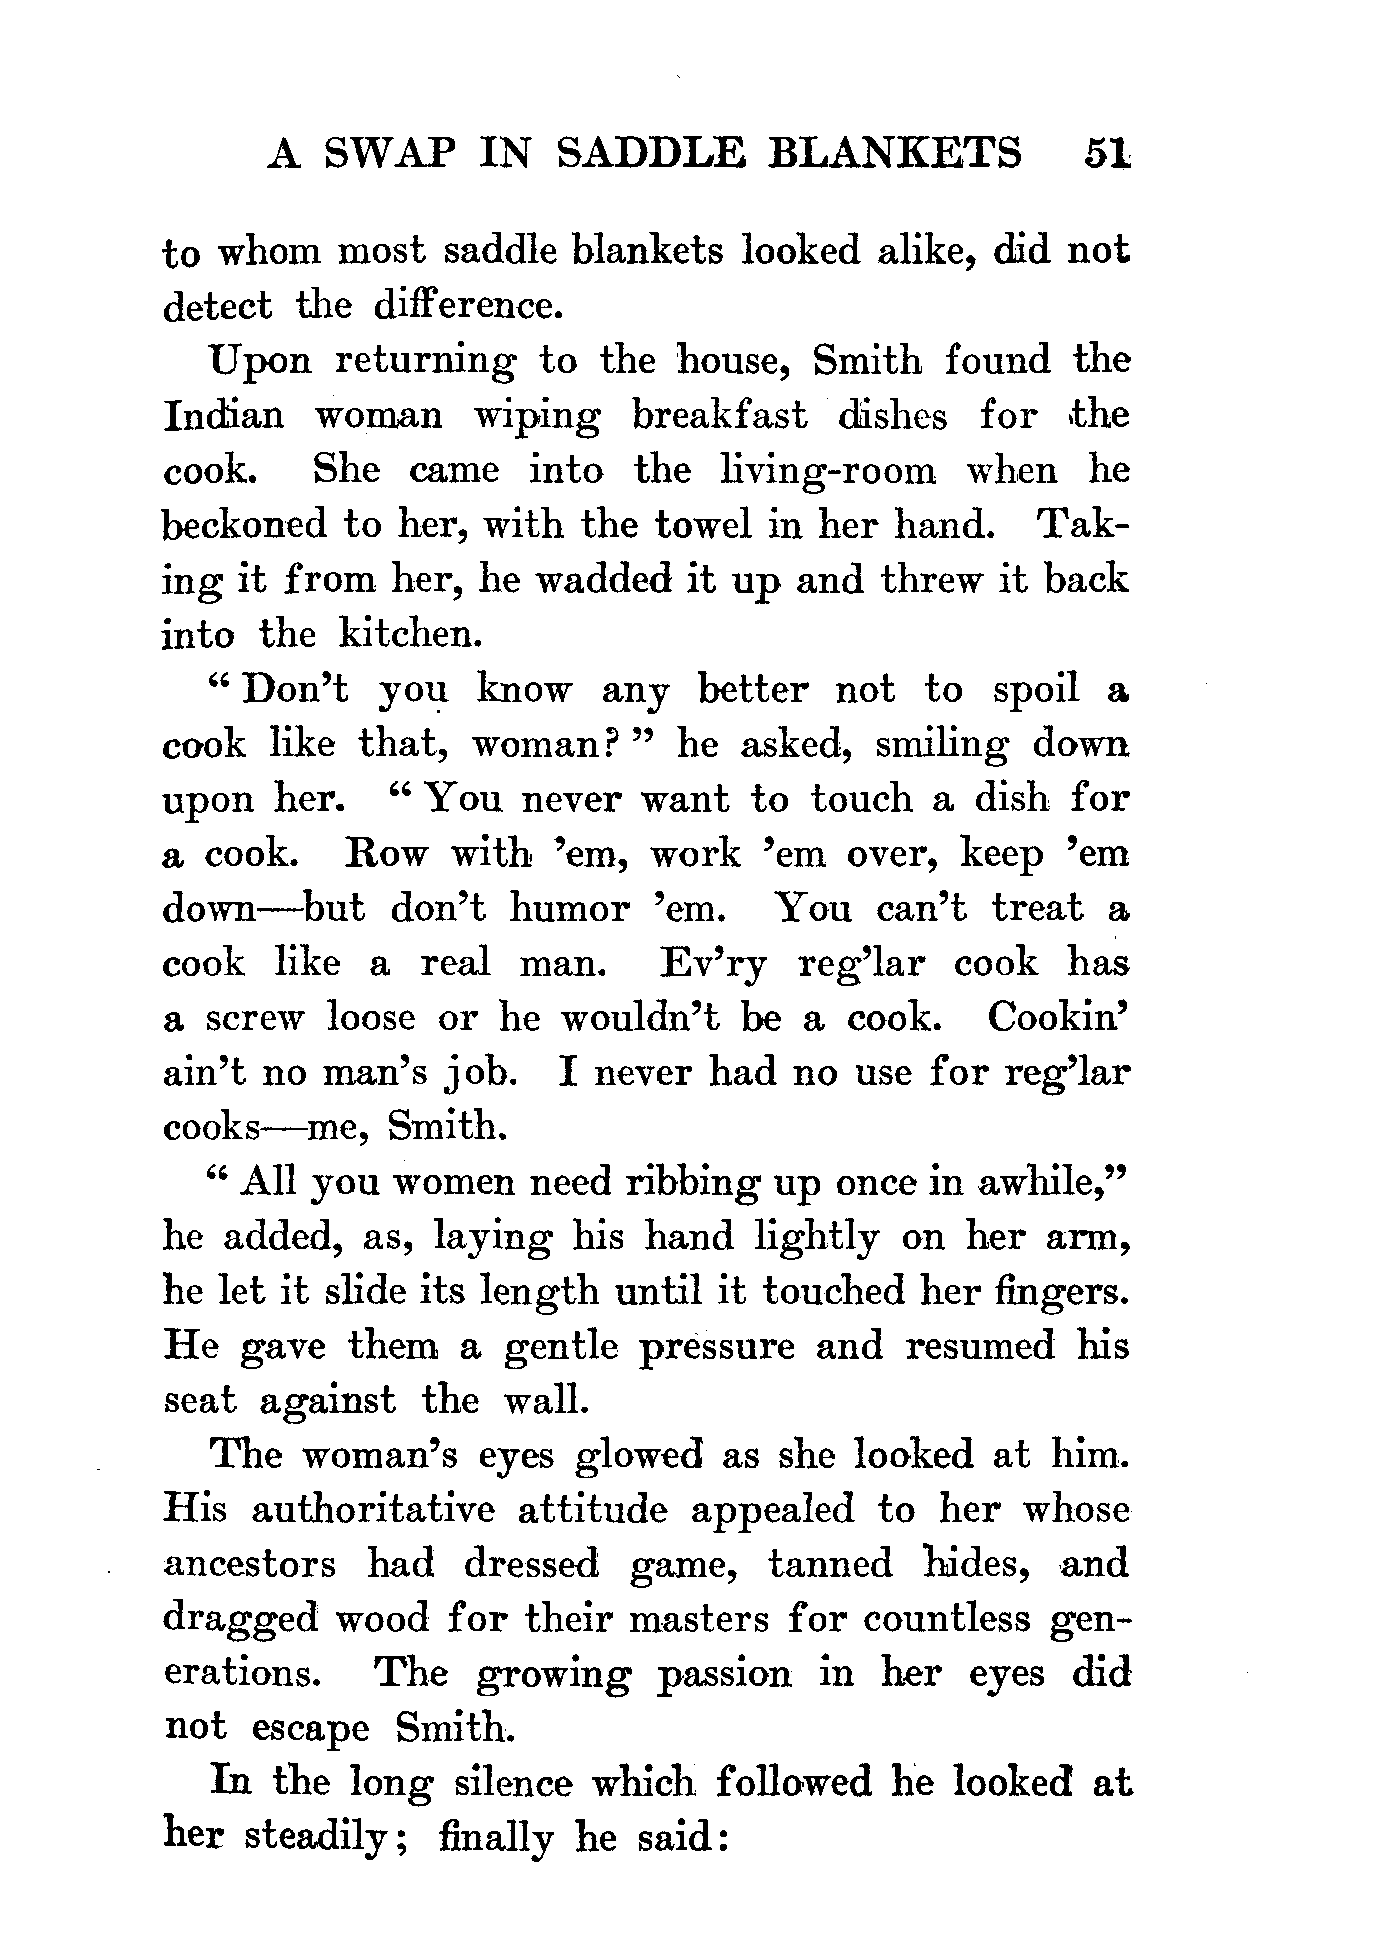 A SWAP IN SADDLE BLANKETS 51
to whom most saddle blankets looked alike, did not
detect the difference.
Upon returning to the house, Smith found the
Indian woman wiping breakfast dishes for the
cook. She came into the living-room when he
beckoned to her, with the towel in her hand. Tak-
ing it from her, he wadded it up and threw it back
into the kitchen.
“ Don’t you know any better not to spoil a
cook like that, woman? ” he asked, smiling down
upon her. “ You never want to touch a dish for
a cook. Row with ’em, work ’em over, keep ’em
down—but don’t humor ’em. You can’t treat a
cook like a real man. Ev’ry reg’lar cook has
a screw loose or he wouldn’t be a cook. Cookin’
ain’t no man’s job. I never had no use for reg’lar
cooks—me, Smith.
“ All you women need ribbing up once in awhile,”
he added, as, laying his hand lightly on her arm,
he let it slide its length until it touched her fingers.
He gave them a gentle pressure and resumed his
seat against the wall.
The woman’s eyes glowed as she looked at him.
His authoritative attitude appealed to her whose
ancestors had dressed game, tanned hides, and
dragged wood for their masters for countless gen-
erations. The growing passion in her eyes did
not escape Smith.
In the long silence which followed he looked at
her steadily; finally he said: